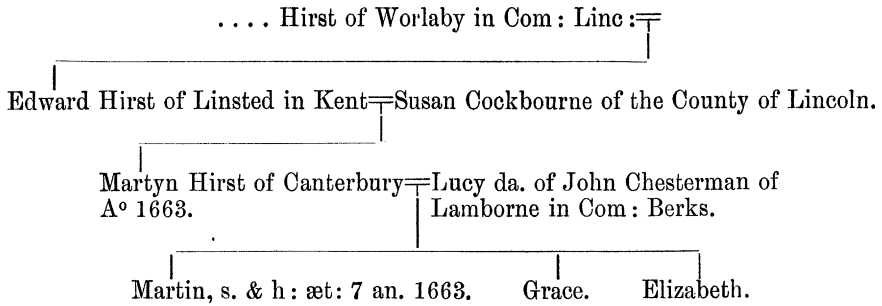 .... Hirst of Worlaby in Com: Linc:
Edward Hirst of Linsted in Kent=Susan Cockbourne of the County of Lincoln.
Martyn Hirst of Canterbury=Lucy da. of John Chesterman of
Aº 1663. Lamborne in Com: Berks.
Martin, s. & h: æt: 7 an. 1663. Grace. Elizabeth.